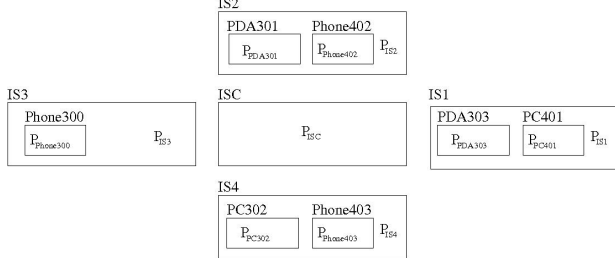 IS2
PDA301 Phone402
P_PDA301 P_Phone402 P_IS2
IS3 ISC IS1
Phone300 PDA303 PC401
P_Phone300 P_IS3 P_ISC P_PDA303 P_PC401 P_IS1
IS4
PC302 Phone403
P_PC302 P_Phone403 P_IS4